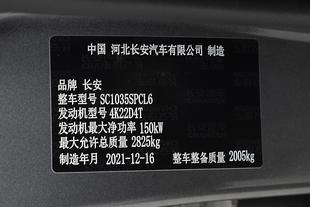 中国 河北长安汽车有限公司 制造
品牌 长安
整车型号 SC1035SPCL6
发动机型号 4K22D4T
发动机最大净功率 150kW
最大允许总质量 2825kg
制造年月 2021-12-16 整车整备质量 2005kg